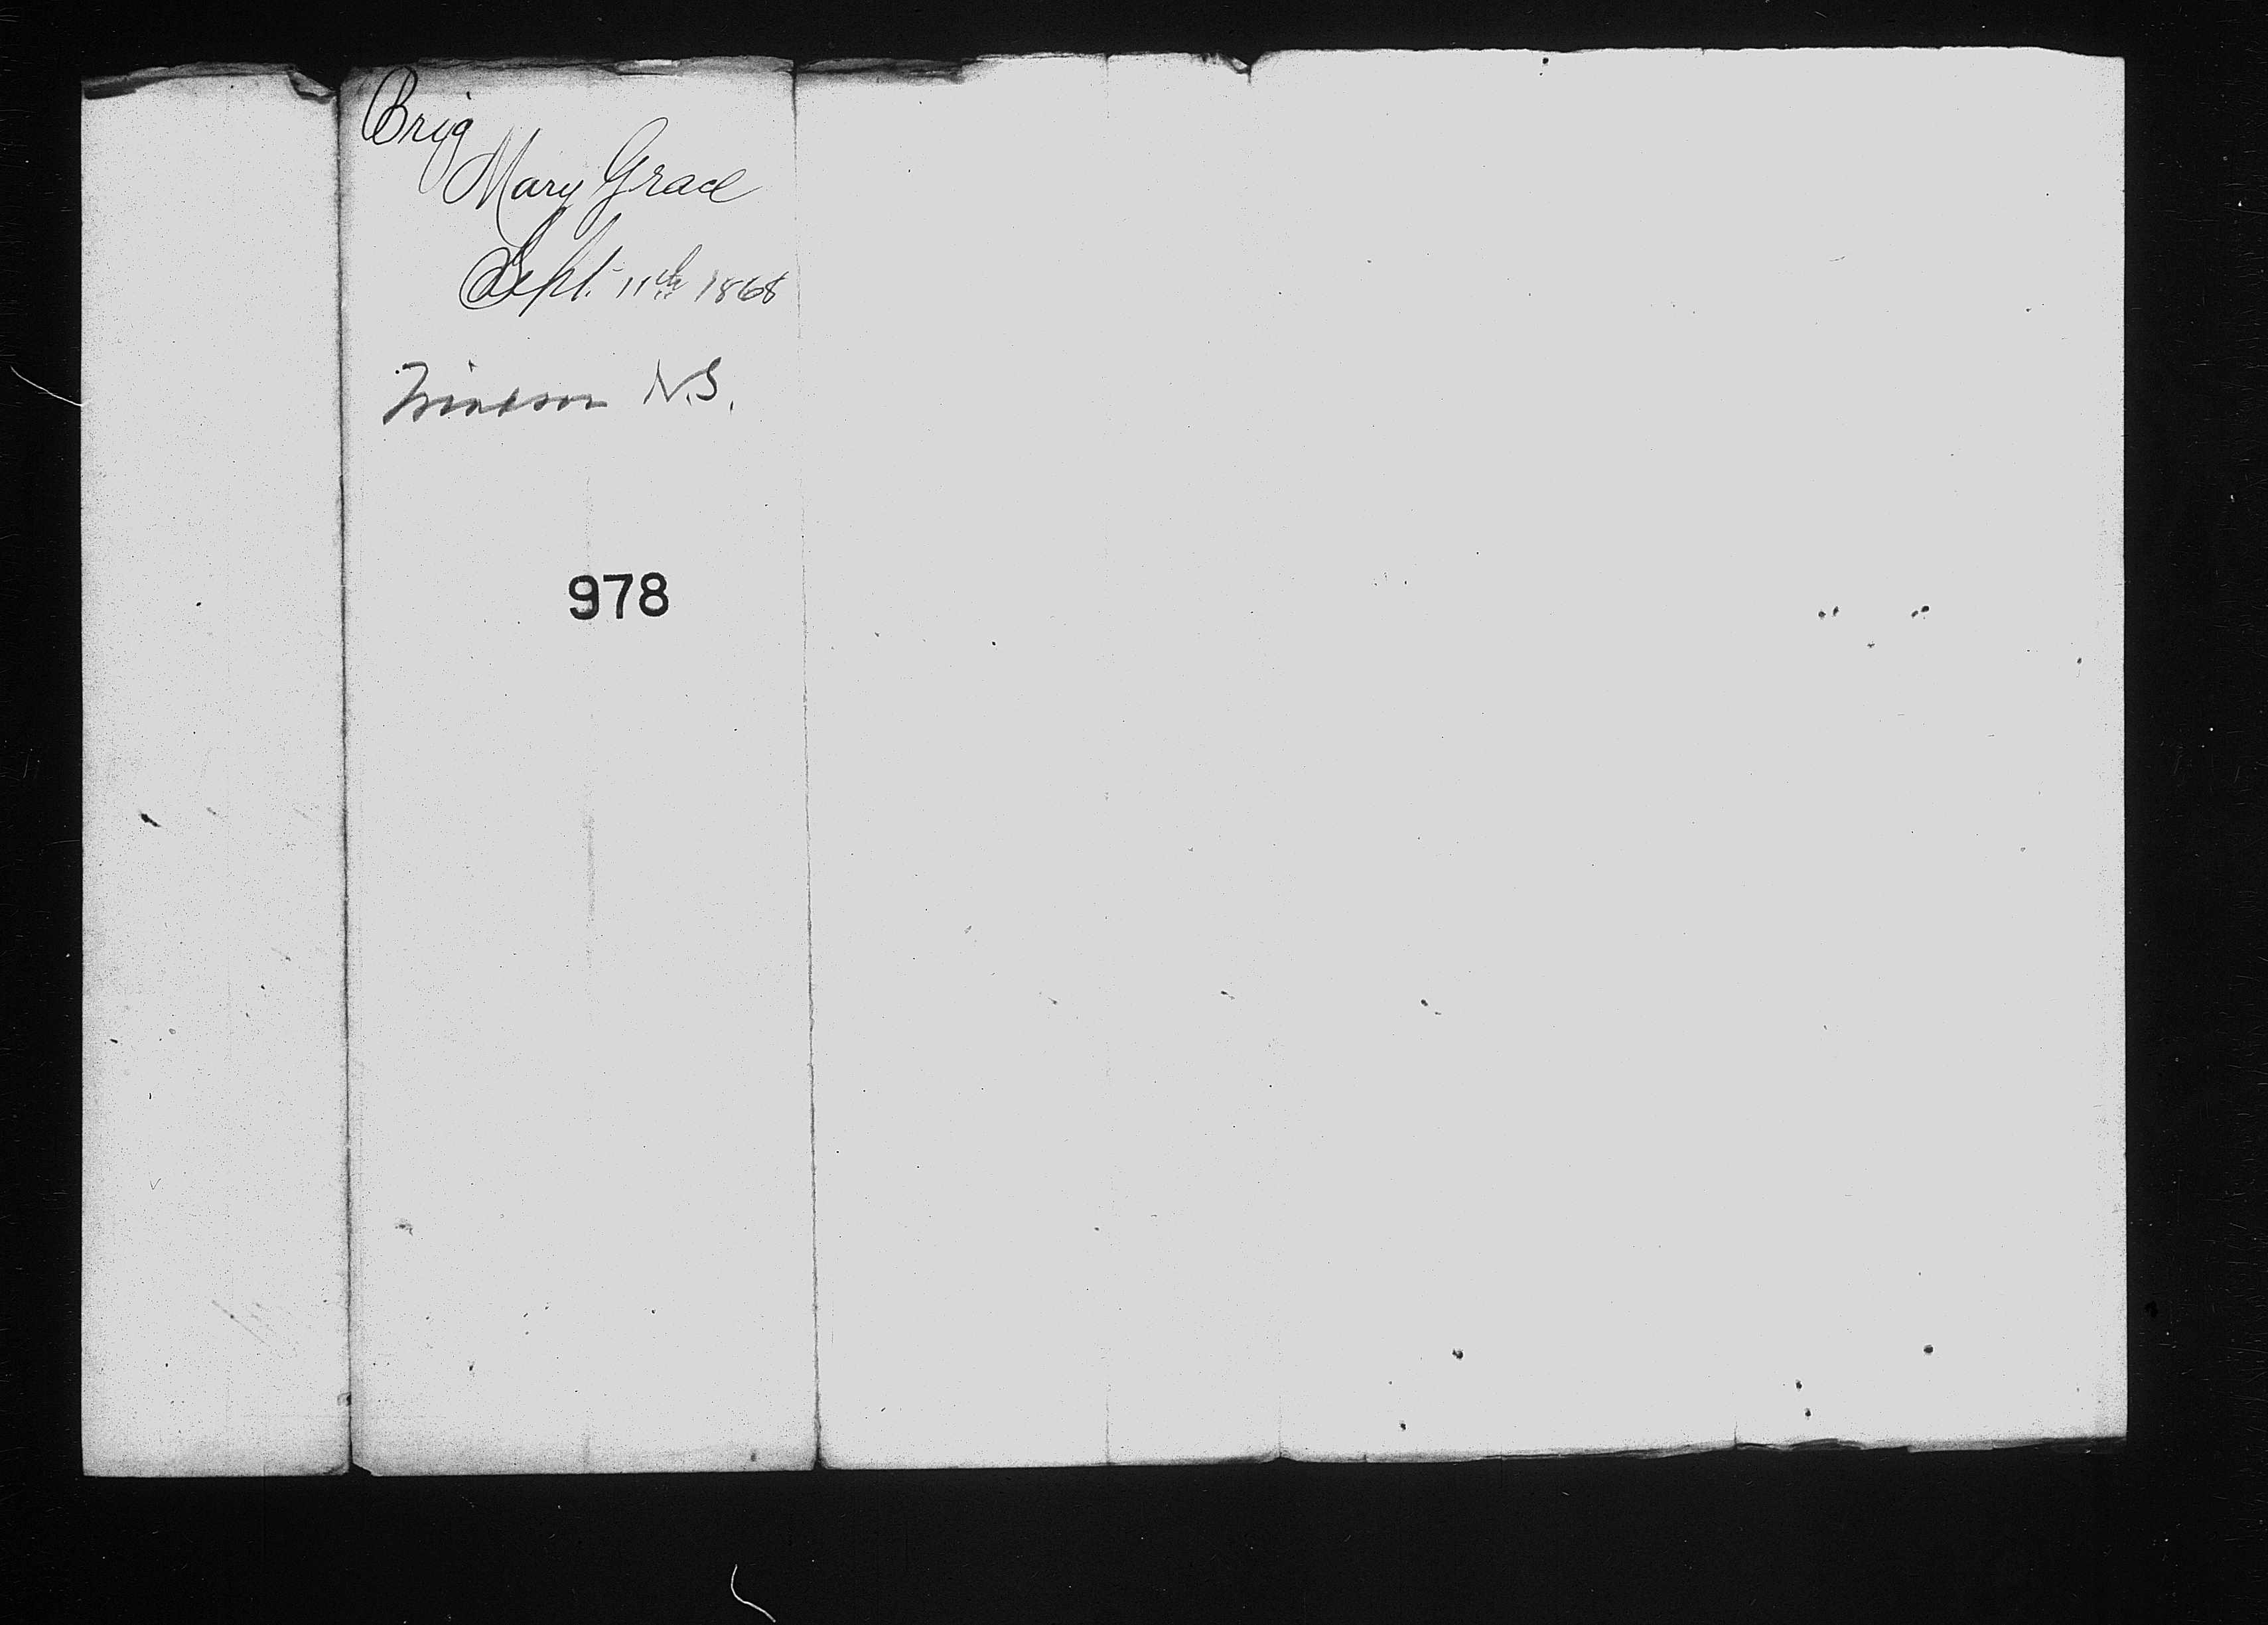 Brig
Mary Grace
Sept. 11th 1868
Windsor N.S.
978